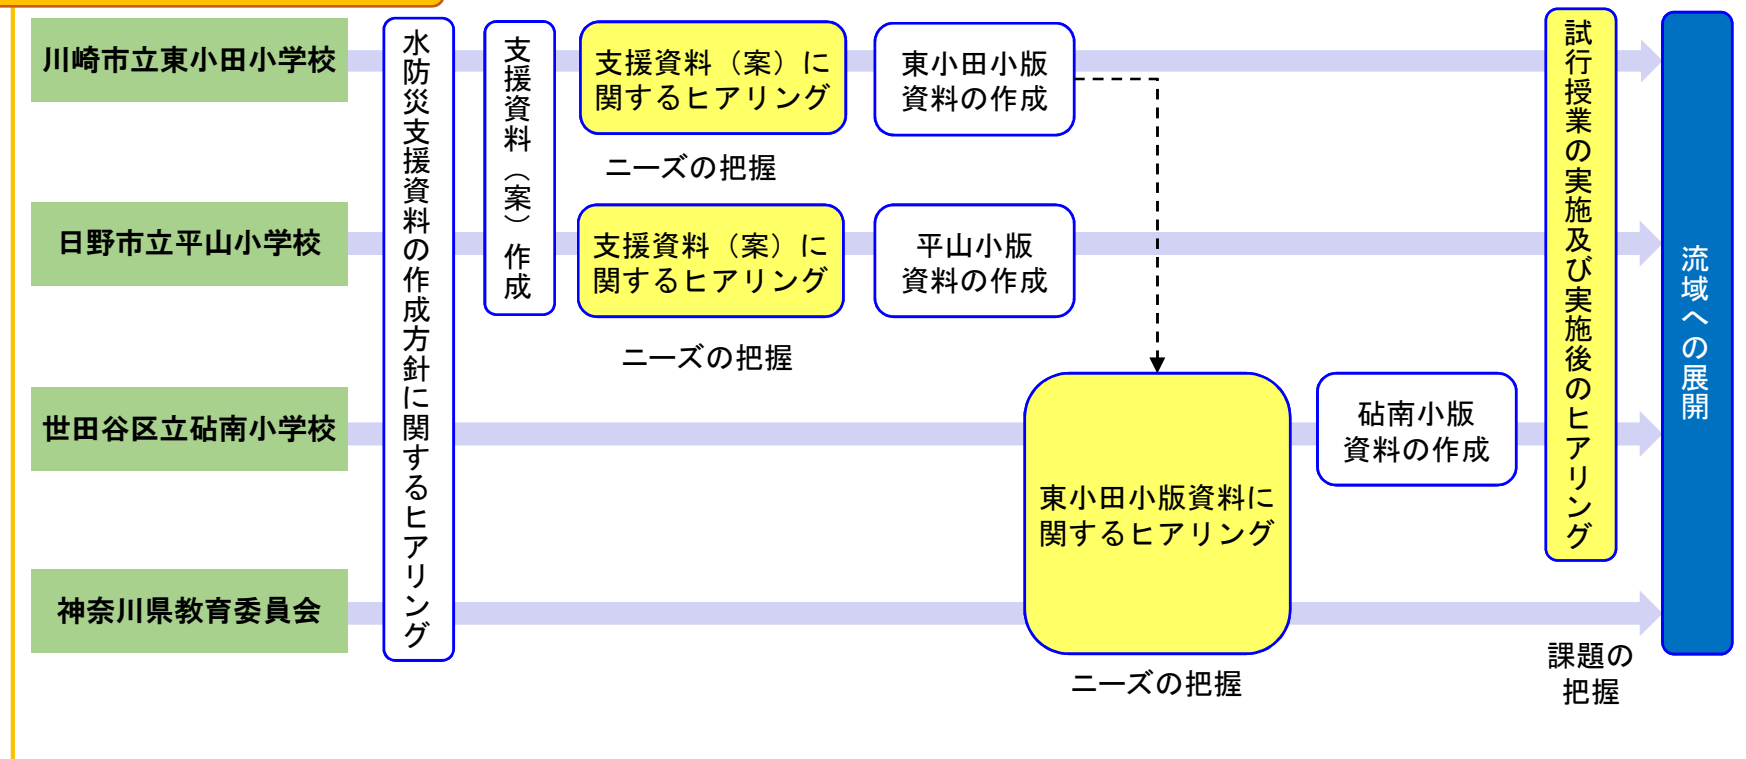 川崎市立東小田小学校
日野市立平山小学校
世田谷区立砧南小学校
神奈川県教育委員会
水防災支援資料の作成方針に関するヒアリング
支援資料（案）作成
支援資料（案）に
関するヒアリング
ニーズの把握
東小田小版
資料の作成
支援資料（案）に
関するヒアリング
ニーズの把握
平山小版
資料の作成
東小田小版資料に
関するヒアリング
ニーズの把握
砧南小版
資料の作成
試行授業の実施及び実施後のヒアリング
課題の
把握
流域への展開